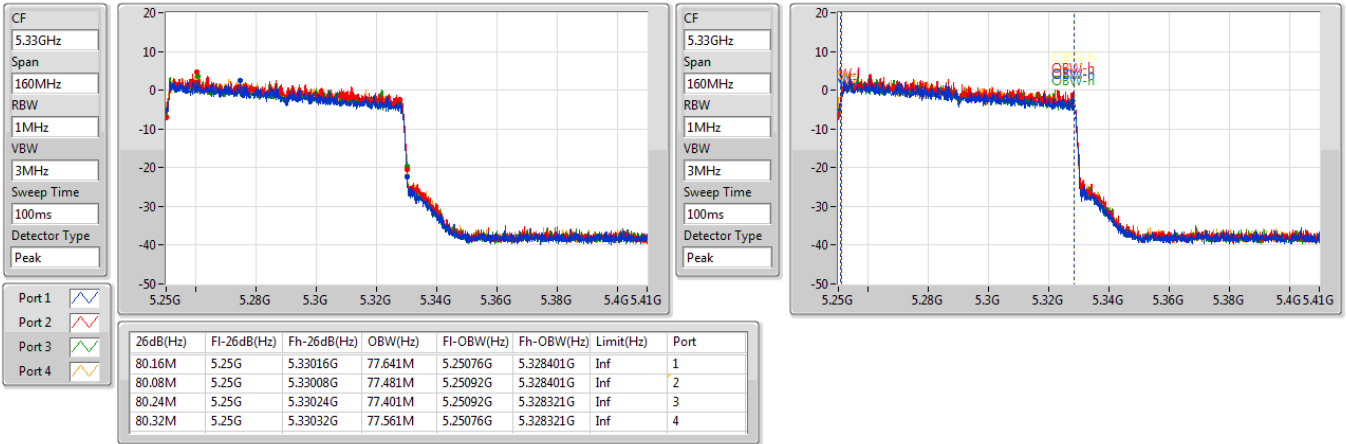 CF
5.33GHz
Span
160MHz
RBW
1MHz
VBW
3MHz
Sweep Time
100ms
Detector Type
Peak
Port 1
Port 2
Port 3
Port 4
20
10
0
-10
-20
-30
-40
-50
5.25G 5.28G 5.3G 5.32G 5.34G 5.36G 5.38G 5.4G 5.41G
CF
5.33GHz
Span
160MHz
RBW
1MHz
VBW
3MHz
Sweep Time
100ms
Detector Type
Peak
20
10
0
-10
-20
-30
-40
-50
OBW-h
OBW-h
OBW-h
5.25G 5.28G 5.3G 5.32G 5.34G 5.36G 5.38G 5.4G 5.41G
26dB(Hz) Fl-26dB(Hz) Fh-26dB(Hz) OBW(Hz) Fl-OBW(Hz) Fh-OBW(Hz) Limit(Hz) Port
80.16M 5.25G 5.33016G 77.641M 5.25076G 5.328401G Inf 1
80.08M 5.25G 5.33008G 77.481M 5.25092G 5.328401G Inf 2
80.24M 5.25G 5.33024G 77.401M 5.25092G 5.328321G Inf 3
80.32M 5.25G 5.33032G 77.561M 5.25076G 5.328321G Inf 4